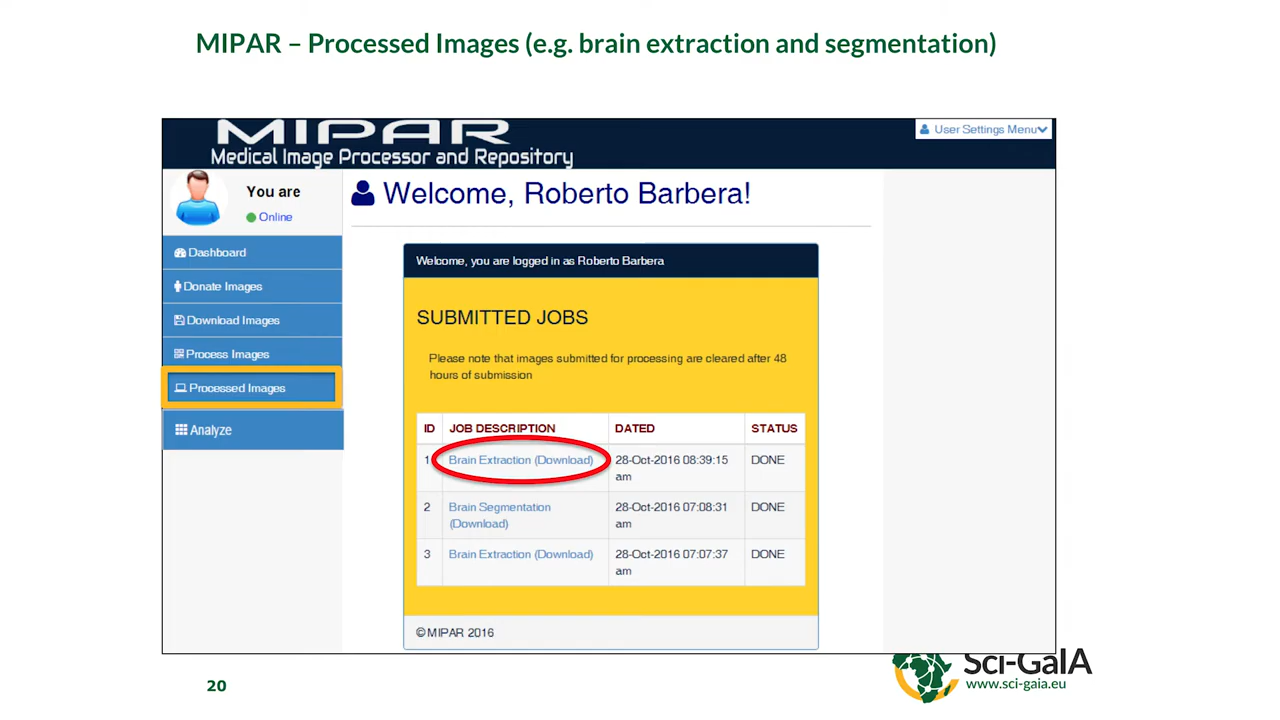 MIPAR – Processed Images (e.g. brain extraction and segmentation)
MIPAR
Medical Image Processor and Repository
User Settings Menu
You are
Online
Dashboard
Donate Images
Download Images
Process Images
Processed Images
Analyze
Welcome, Roberto Barbera!
Welcome, you are logged in as Roberto Barbera
SUBMITTED JOBS
Please note that images submitted for processing are cleared after 48
hours of submission
ID JOB DESCRIPTION DATED STATUS
1 Brain Extraction (Download) 28-Oct-2016 08:39:15 DONE
am
2 Brain Segmentation 28-Oct-2016 07:08:31 DONE
(Download) am
3 Brain Extraction (Download) 28-Oct-2016 07:07:37 DONE
am
©MIPAR 2016
20
Sci-GaIA
www.sci-gaia.eu